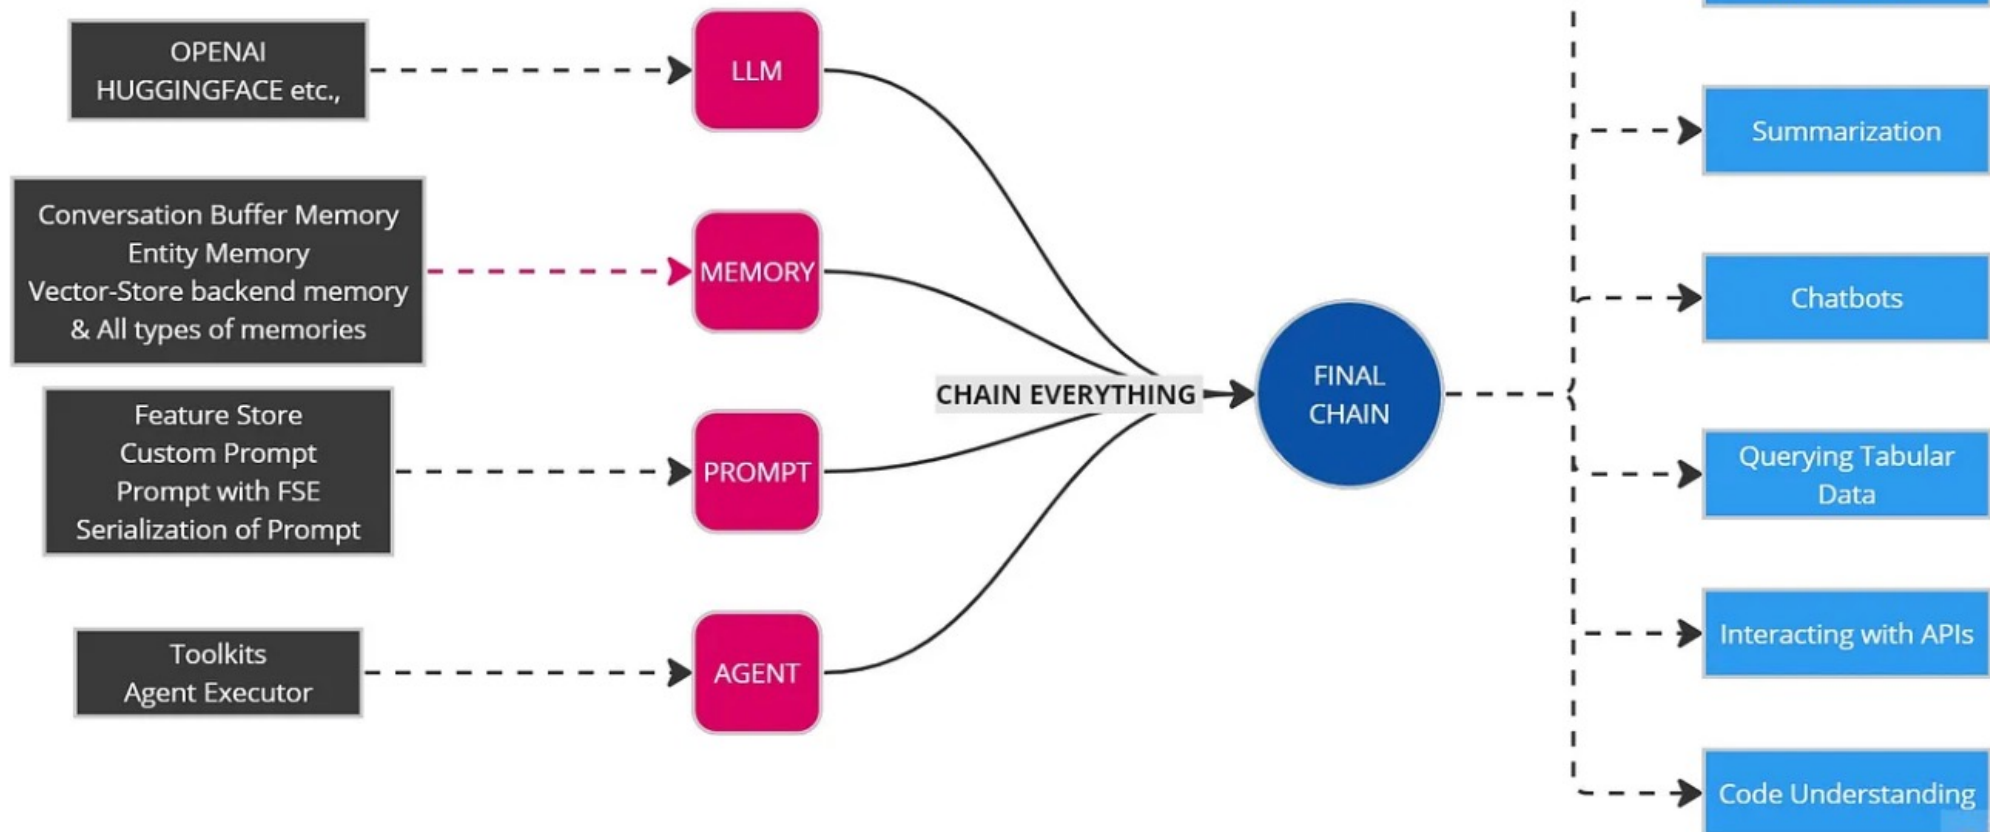 OPENAI
HUGGINGFACE etc.,
LLM
Summarization
Conversation Buffer Memory
Entity Memory
Vector-Store backend memory
& All types of memories
MEMORY
Chatbots
CHAIN EVERYTHING
FINAL
CHAIN
Feature Store
Custom Prompt
Prompt with FSE
Serialization of Prompt
PROMPT
Querying Tabular
Data
Toolkits
Agent Executor
AGENT
Interacting with APIs
Code Understanding